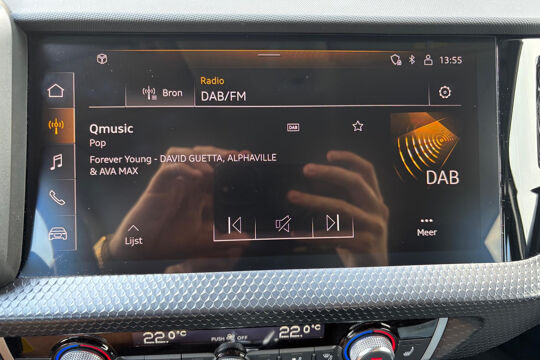 13:55
Radio
Bron
DAB/FM
Qmusic
DAB
Pop
Forever Young - DAVID GUETTA, ALPHAVILLE
& AVA MAX
DAB
Lijst
Meer
22.0°C
PUSH OFF
22.0°C